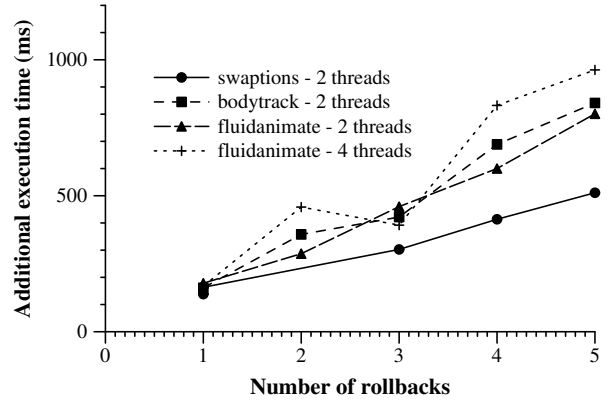 Additional execution time (ms)
1000
500
0
swaptions - 2 threads
bodytrack - 2 threads
fluidanimate - 2 threads
fluidanimate - 4 threads
0 1 2 3 4 5
Number of rollbacks